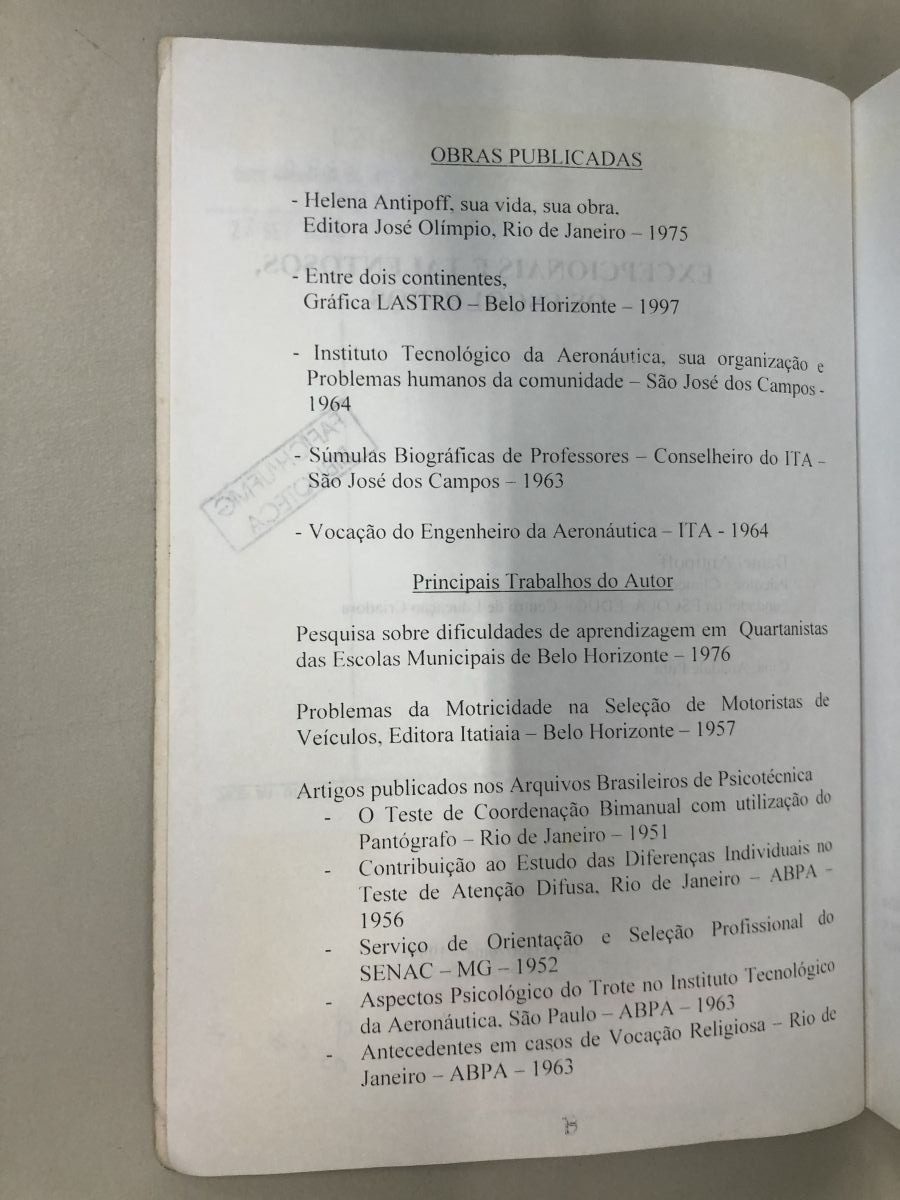 OBRAS PUBLICADAS
- Helena Antipoff, sua vida, sua obra,
Editora José Olímpio, Rio de Janeiro – 1975
- Entre dois continentes,
Gráfica LASTRO – Belo Horizonte – 1997
- Instituto Tecnológico da Aeronáutica, sua organização e
Problemas humanos da comunidade – São José dos Campos -
1964
- Súmulas Biográficas de Professores – Conselheiro do ITA –
São José dos Campos – 1963
- Vocação do Engenheiro da Aeronáutica – ITA - 1964
Principais Trabalhos do Autor
Pesquisa sobre dificuldades de aprendizagem em Quartanistas
das Escolas Municipais de Belo Horizonte – 1976
Problemas da Motricidade na Seleção de Motoristas de
Veículos, Editora Itatiaia – Belo Horizonte – 1957
Artigos publicados nos Arquivos Brasileiros de Psicotécnica
- O Teste de Coordenação Bimanual com utilização do
Pantógrafo – Rio de Janeiro – 1951
- Contribuição ao Estudo das Diferenças Individuais no
Teste de Atenção Difusa, Rio de Janeiro – ABPA –
1956
- Serviço de Orientação e Seleção Profissional do
SENAC – MG – 1952
- Aspectos Psicológico do Trote no Instituto Tecnológico
da Aeronáutica, São Paulo – ABPA – 1963
- Antecedentes em casos de Vocação Religiosa – Rio de
Janeiro – ABPA – 1963